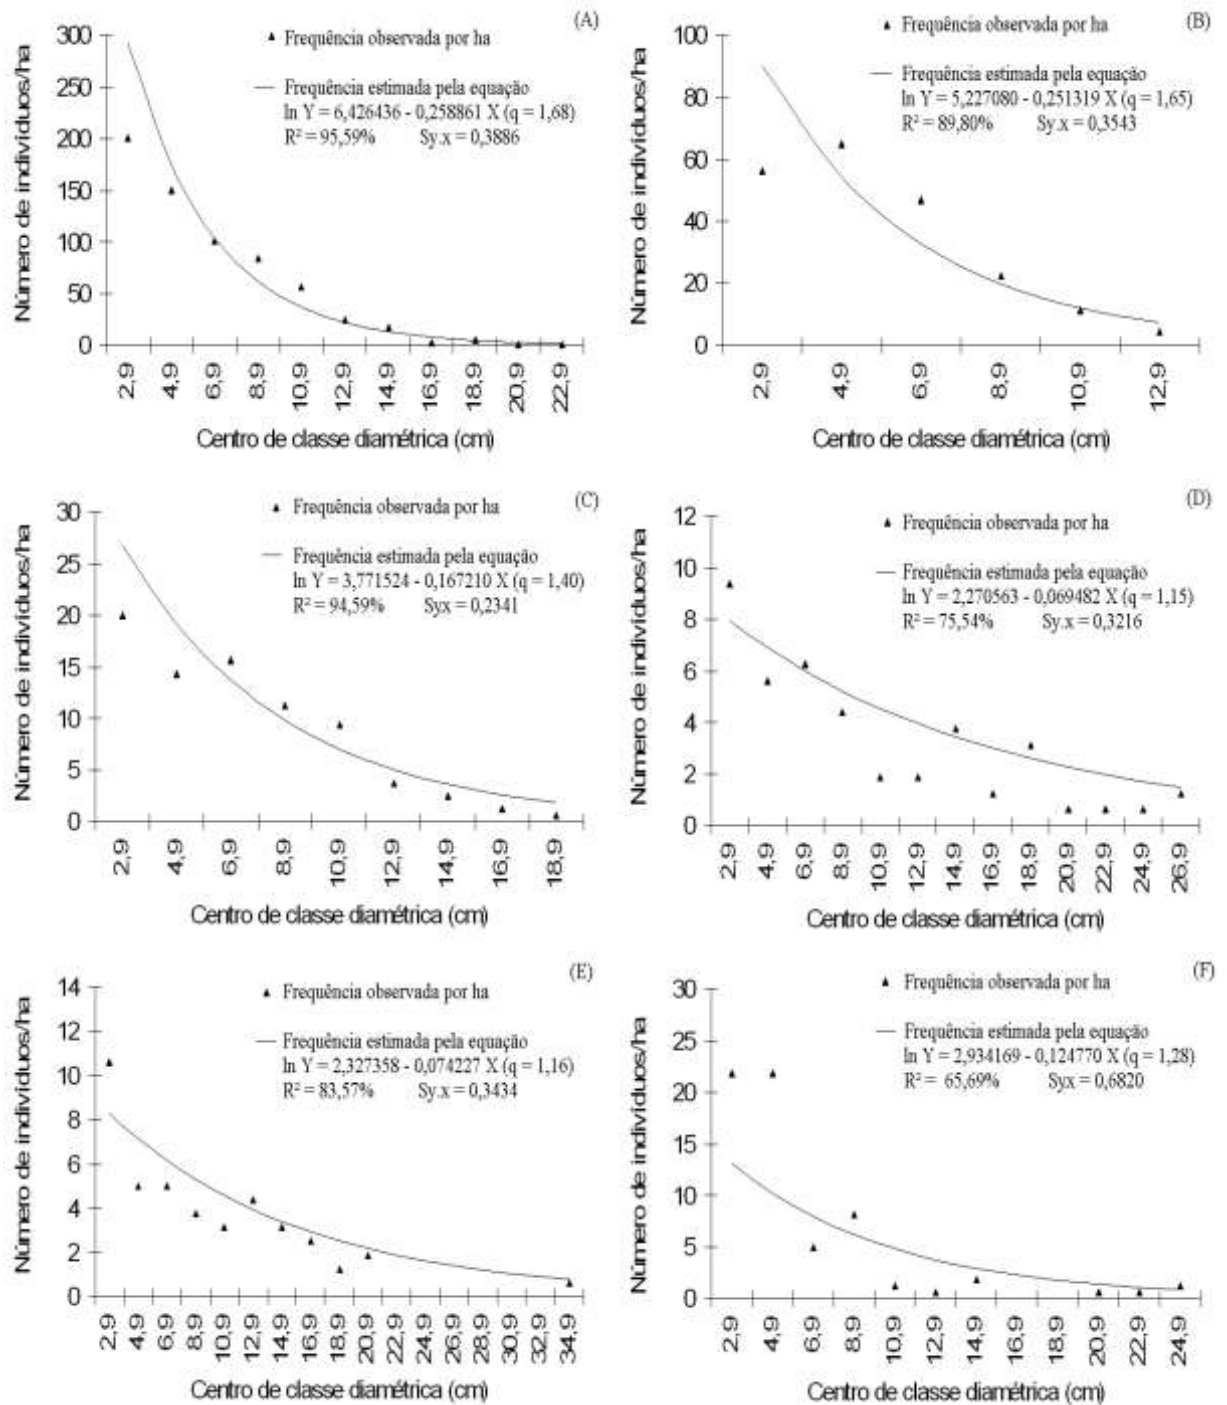 (A)
Frequência observada por ha
Frequência estimada pela equação
ln Y = 6,426436 - 0,258861 X (q = 1,68)
R² = 95,59% Sy.x = 0,3886
Número de indivíduos/ha
300
250
200
150
100
50
0
2,9 4,9 6,9 8,9 10,9 12,9 14,9 16,9 18,9 20,9 22,9
Centro de classe diamétrica (cm)
(B)
Frequência observada por ha
Frequência estimada pela equação
ln Y = 5,227080 - 0,251319 X (q = 1,65)
R² = 89,80% Sy.x = 0,3543
Número de indivíduos/ha
100
80
60
40
20
0
2,9 4,9 6,9 8,9 10,9 12,9
Centro de classe diamétrica (cm)
(C)
Frequência observada por ha
Frequência estimada pela equação
ln Y = 3,771524 - 0,167210 X (q = 1,40)
R² = 94,59% Syx = 0,2341
Número de indivíduos/ha
30
25
20
15
10
5
0
2,9 4,9 6,9 8,9 10,9 12,9 14,9 16,9 18,9
Centro de classe diamétrica (cm)
(D)
Frequência observada por ha
Frequência estimada pela equação
ln Y = 2,270563 - 0,069482 X (q = 1,15)
R² = 75,54% Sy.x = 0,3216
Número de indivíduos/ha
12
10
8
6
4
2
0
2,9 4,9 6,9 8,9 10,9 12,9 14,9 16,9 18,9 20,9 22,9 24,9 26,9
Centro de classe diamétrica (cm)
(E)
Frequência observada por ha
Frequência estimada pela equação
ln Y = 2,327358 - 0,074227 X (q = 1,16)
R² = 83,57% Sy.x = 0,3434
Número de indivíduos/ha
14
12
10
8
6
4
2
0
2,9 4,9 6,9 8,9 10,9 12,9 14,9 16,9 18,9 20,9 22,9 24,9 26,9 28,9 30,9 32,9 34,9
Centro de classe diamétrica (cm)
(F)
Frequência observada por ha
Frequência estimada pela equação
ln Y = 2,934169 - 0,124770 X (q = 1,28)
R² = 65,69% Syx = 0,6820
Número de indivíduos/ha
30
25
20
15
10
5
0
2,9 4,9 6,9 8,9 10,9 12,9 14,9 16,9 18,9 20,9 22,9 24,9
Centro de classe diamétrica (cm)